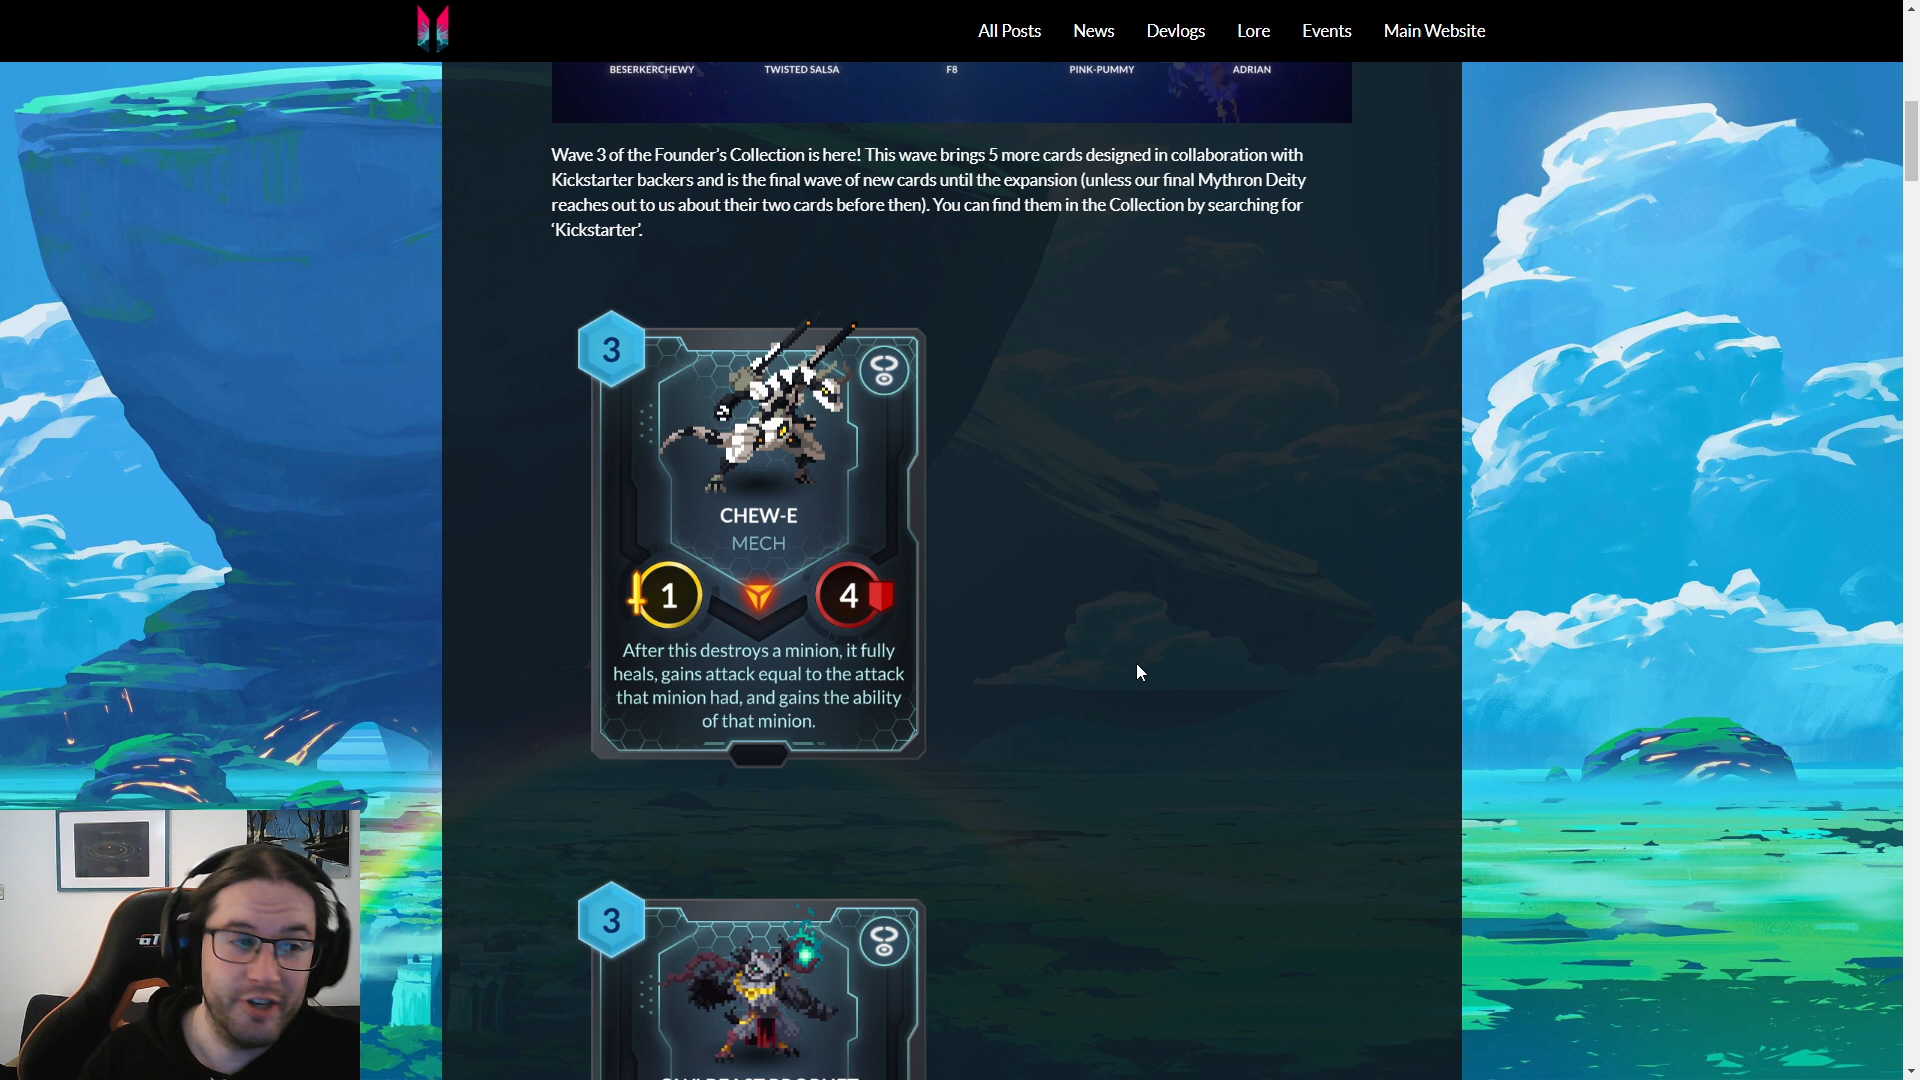 All Posts News Devlogs Lore Events Main Website
BESERKERCHEWY TWISTED SALSA F8 PINK-PUMMY ADRIAN
Wave 3 of the Founder’s Collection is here! This wave brings 5 more cards designed in collaboration with
Kickstarter backers and is the final wave of new cards until the expansion (unless our final Mythron Deity
reaches out to us about their two cards before then). You can find them in the Collection by searching for
‘Kickstarter’.
3
CHEW-E
MECH
1 4
After this destroys a minion, it fully
heals, gains attack equal to the attack
that minion had, and gains the ability
of that minion.
3